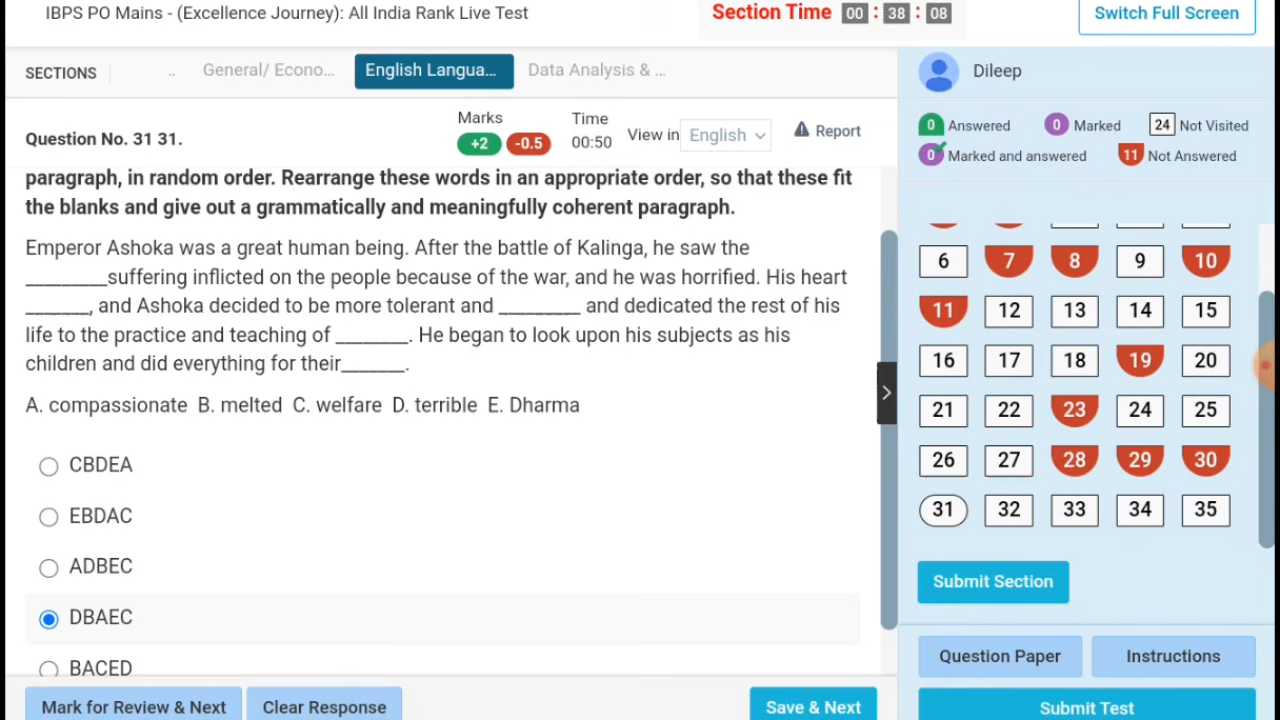 IBPS PO Mains - (Excellence Journey): All India Rank Live Test
Section Time 00 : 38 : 08
Switch Full Screen
SECTIONS
..
General/ Econo...
English Langua...
Data Analysis & ...
Dileep
Question No. 31 31.
Marks
+2 -0.5
Time
00:50
View in English
Report
0 Answered
0 Marked
24 Not Visited
0 Marked and answered
11 Not Answered
paragraph, in random order. Rearrange these words in an appropriate order, so that these fit
the blanks and give out a grammatically and meaningfully coherent paragraph.
Emperor Ashoka was a great human being. After the battle of Kalinga, he saw the
_________suffering inflicted on the people because of the war, and he was horrified. His heart
_______, and Ashoka decided to be more tolerant and _________ and dedicated the rest of his
life to the practice and teaching of ________. He began to look upon his subjects as his
children and did everything for their_______.
A. compassionate B. melted C. welfare D. terrible E. Dharma
CBDEA
EBDAC
ADBEC
DBAEC
BACED
6 7 8 9 10
11 12 13 14 15
16 17 18 19 20
21 22 23 24 25
26 27 28 29 30
31 32 33 34 35
Submit Section
Question Paper
Instructions
Mark for Review & Next
Clear Response
Save & Next
Submit Test